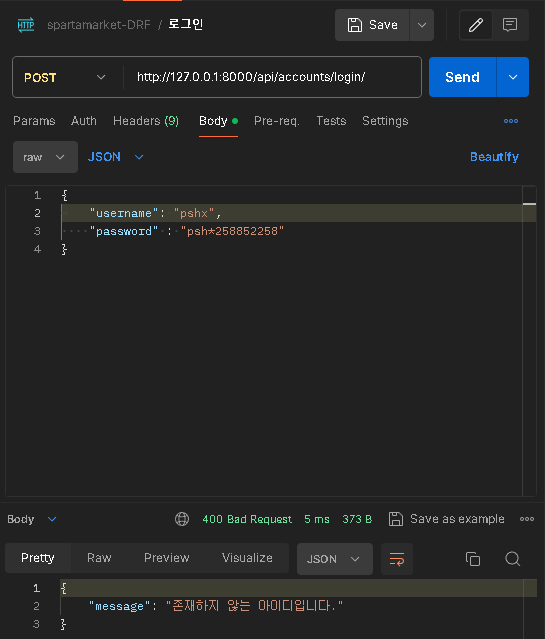 HTTP spartamarket-DRF / 로그인 Save
POST http://127.0.0.1:8000/api/accounts/login/ Send
Params Auth Headers (9) Body Pre-req. Tests Settings
raw JSON Beautify
1 {
2 "username": "pshx",
3 "password" : "psh*258852258"
4 }
Body 400 Bad Request 5 ms 373 B Save as example
Pretty Raw Preview Visualize JSON
1 {
2 "message": "존재하지 않는 아이디입니다."
3 }